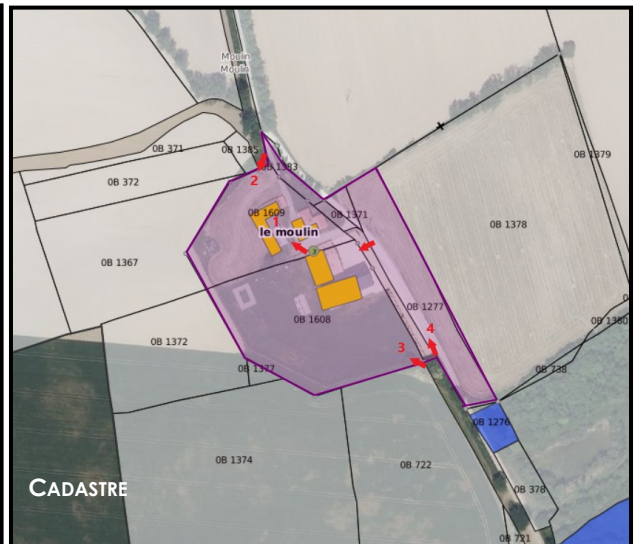 Moulin
Moulin
0B 371
0B 1385
0B 1379
0B 1383
2
0B 372
0B 1609
1
0B 1371
le moulin
0B 1378
0B 1367
0B 1277
0B 1608
4
0B 1380
0B 1372
3
0B 738
0B 1377
0B 1276
0B 1374
0B 722
0B 378
CADASTRE
0B 721